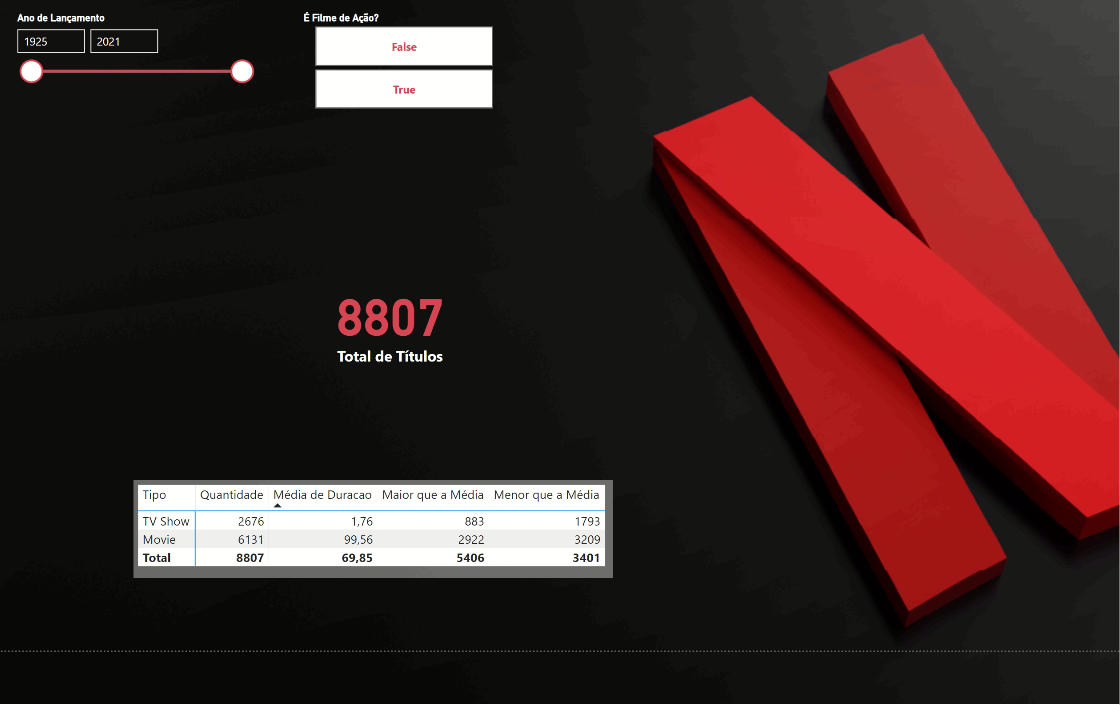 Ano de Lançamento
1925 2021
É Filme de Ação?
False
True
8807
Total de Títulos
Tipo Quantidade Média de Duracao Maior que a Média Menor que a Média
TV Show 2676 1,76 883 1793
Movie 6131 99,56 2922 3209
Total 8807 69,85 5406 3401